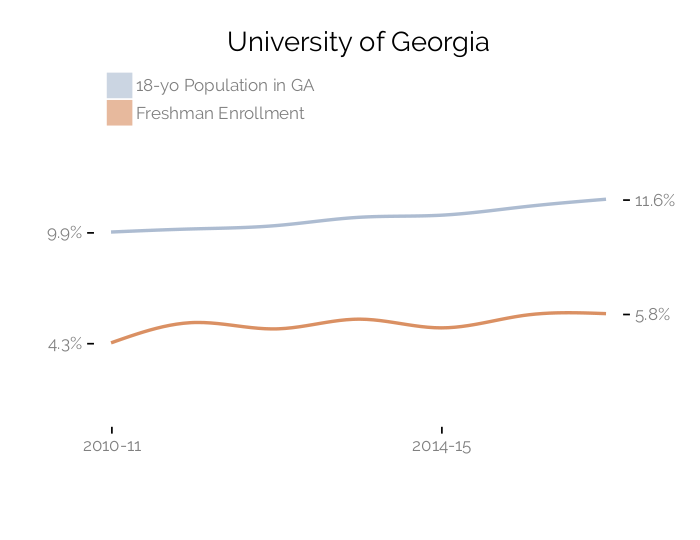 University of Georgia
18-yo Population in GA
Freshman Enrollment
11.6%
9.9%
5.8%
4.3%
2010-11 2014-15